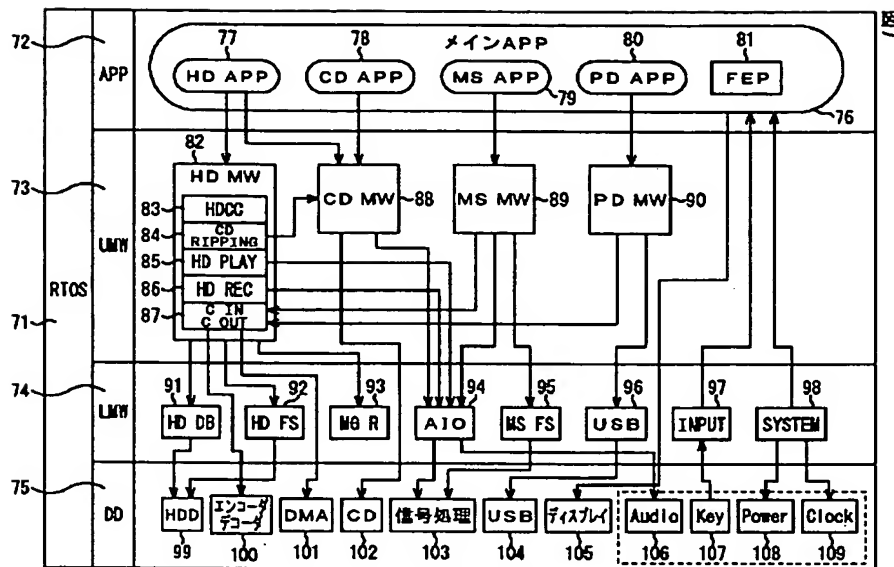 図7
72
APP
77
78
メインAPP
80
81
HD APP
CD APP
MS APP
PD APP
FEP
79
76
73
UMW
82
HD MW
83
HDCC
84
CD
RIPPING
85
HD PLAY
86
HD REC
87
C IN
C OUT
CD MW
88
MS MW
89
PD MW
90
RTOS
71
74
LMW
91
HD DB
92
HD FS
93
MG R
94
AIO
95
MS FS
96
USB
97
INPUT
98
SYSTEM
75
DD
HDD
エンコーダ
デコーダ
DMA
CD
信号処理
USB
ディスプレイ
Audio
Key
Power
Clock
99
100
101
102
103
104
105
106
107
108
109